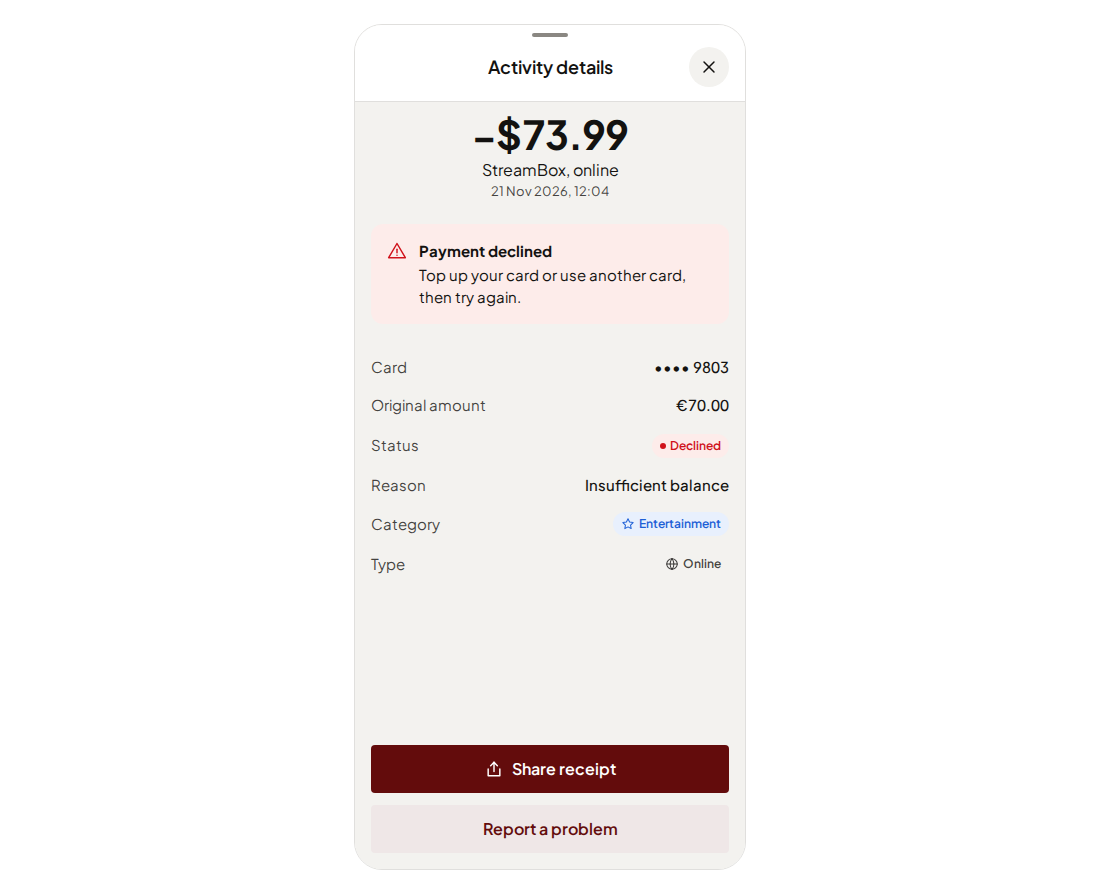 Activity details
–$73.99
StreamBox, online
21 Nov 2026, 12:04
Payment declined
Top up your card or use another card,
then try again.
Card •••• 9803
Original amount €70.00
Status Declined
Reason Insufficient balance
Category Entertainment
Type Online
Share receipt
Report a problem